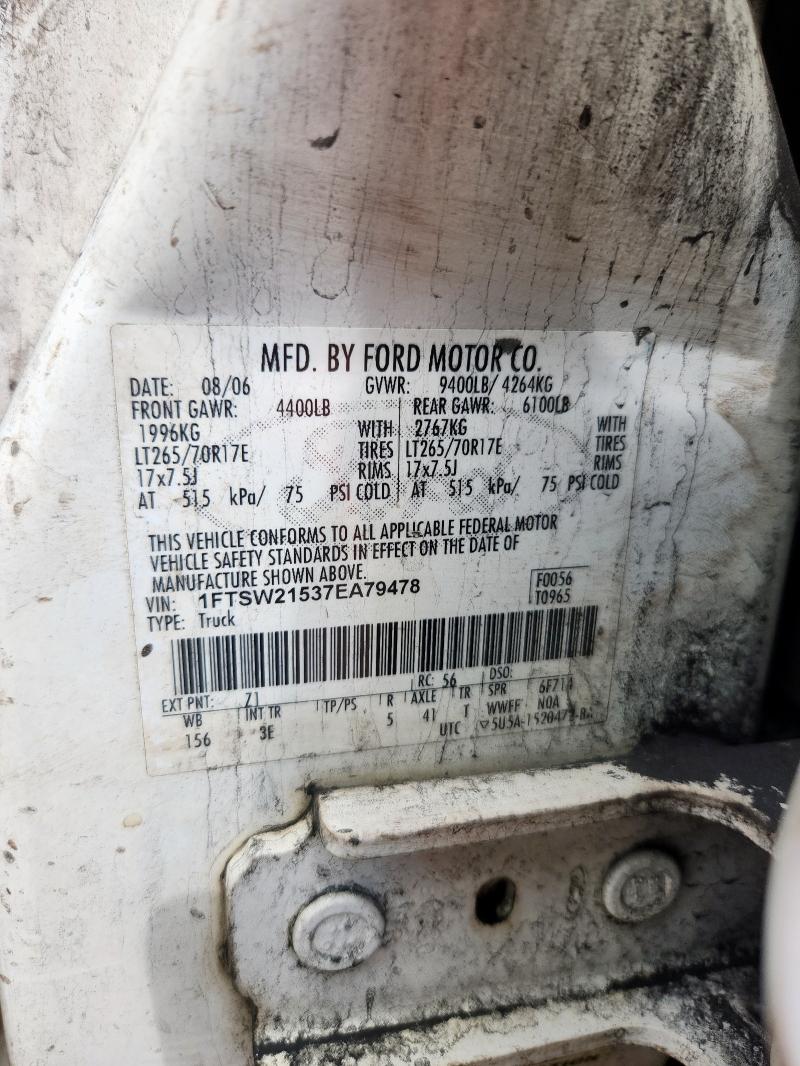 MFD. BY FORD MOTOR CO.
DATE: 08/06 GVWR: 9400LB/ 4264KG
FRONT GAWR: 4400LB REAR GAWR: 6100LB
1996KG WITH 2767KG WITH
LT265/70R17E TIRES LT265/70R17E TIRES
17x7.5J RIMS 17x7.5J RIMS
AT 515 kPa/ 75 PSI COLD AT 515 kPa/ 75 PSI COLD
THIS VEHICLE CONFORMS TO ALL APPLICABLE FEDERAL MOTOR
VEHICLE SAFETY STANDARDS IN EFFECT ON THE DATE OF
MANUFACTURE SHOWN ABOVE.
VIN: 1FTSW21537EA79478 F0056
TYPE: Truck T0965
EXT PNT: Z1 RC: 56 DSO:
WB INT TR TP/PS R AXLE TR SPR
156 3E 5 41 T WWFF NOA
UTC